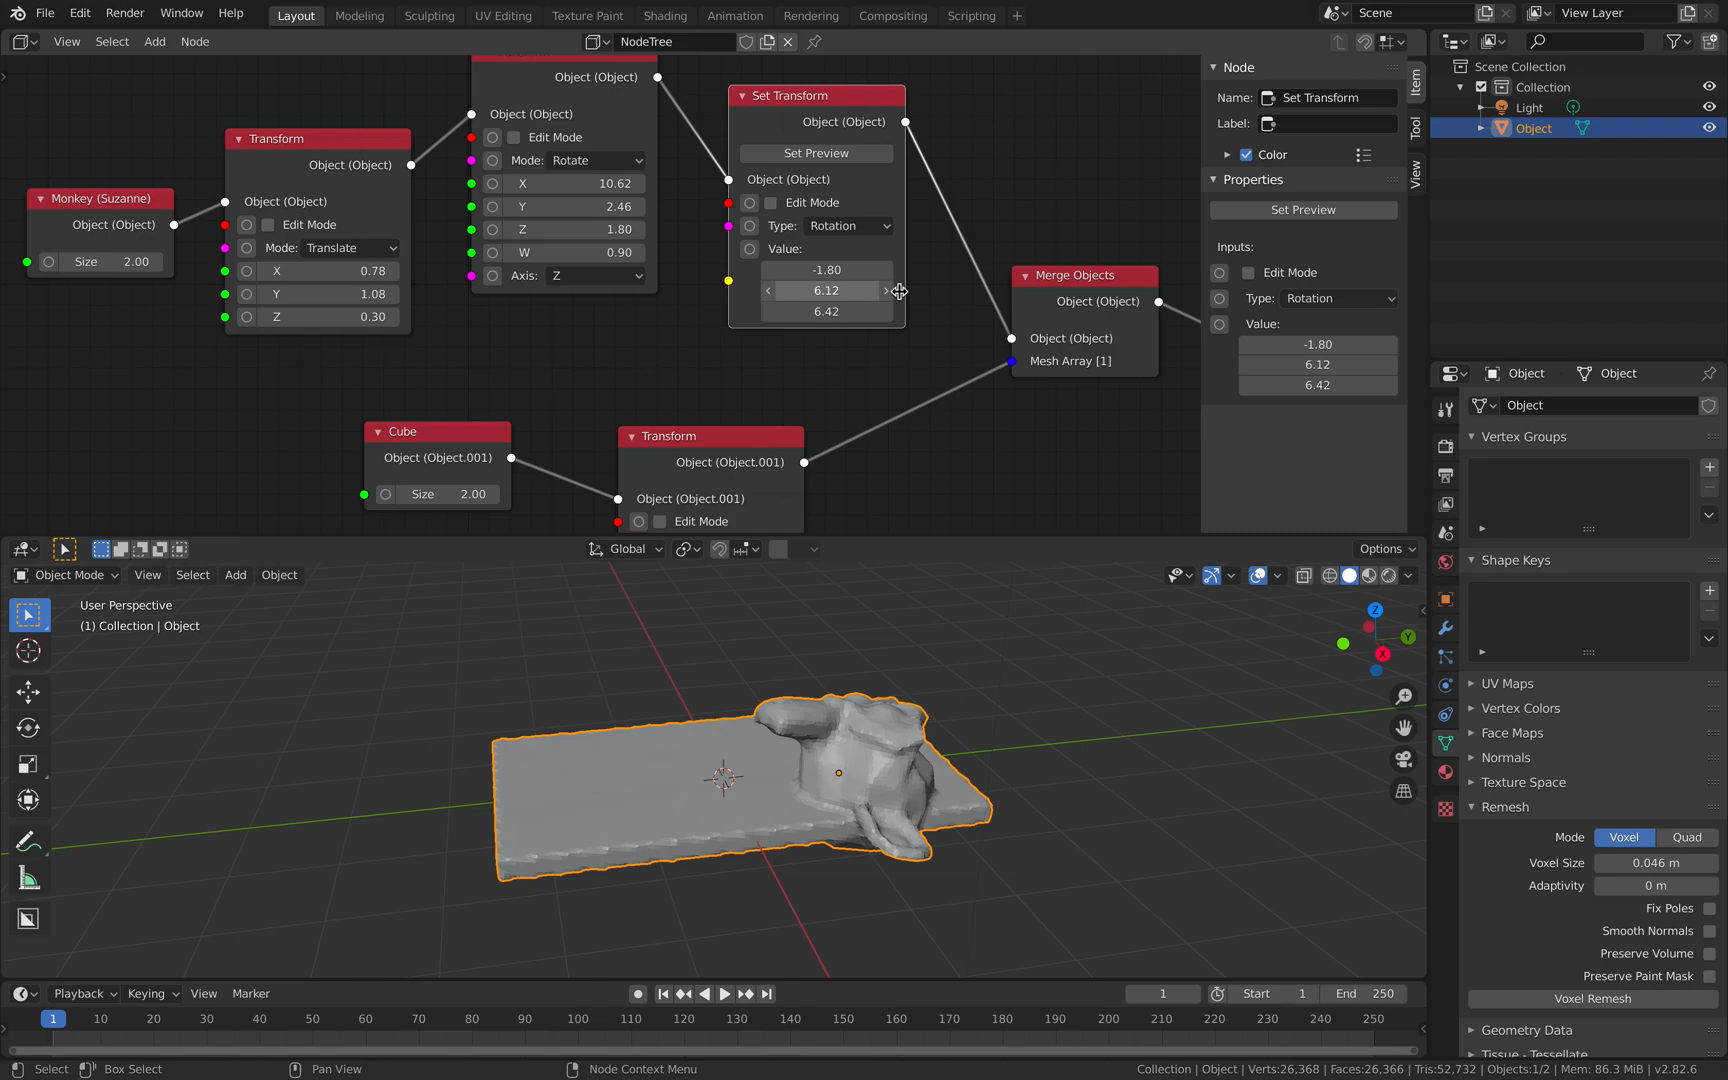 File Edit Render Window Help
Layout Modeling Sculpting UV Editing Texture Paint Shading Animation Rendering Compositing Scripting +
Scene
View Layer
View Select Add Node
NodeTree
Monkey (Suzanne)
Object (Object)
Size 2.00
Transform
Object (Object)
Object (Object)
Edit Mode
Mode: Translate
X 0.78
Y 1.08
Z 0.30
Object (Object)
Object (Object)
Edit Mode
Mode: Rotate
X 10.62
Y 2.46
Z 1.80
W 0.90
Axis: Z
Set Transform
Object (Object)
Set Preview
Object (Object)
Edit Mode
Type: Rotation
Value:
-1.80
6.12
6.42
Merge Objects
Object (Object)
Object (Object)
Mesh Array [1]
Cube
Object (Object.001)
Size 2.00
Transform
Object (Object.001)
Object (Object.001)
Edit Mode
Node
Name: Set Transform
Label:
Color
Properties
Set Preview
Inputs:
Edit Mode
Type: Rotation
Value:
-1.80
6.12
6.42
Item
Tool
View
Scene Collection
Collection
Light
Object
Object Object
Object
Vertex Groups
Shape Keys
UV Maps
Vertex Colors
Face Maps
Normals
Texture Space
Remesh
Mode Voxel Quad
Voxel Size 0.046 m
Adaptivity 0 m
Fix Poles
Smooth Normals
Preserve Volume
Preserve Paint Mask
Voxel Remesh
Geometry Data
Tissue - Tessellate
Global
Options
Object Mode View Select Add Object
User Perspective
(1) Collection | Object
Z
Y
X
Playback Keying View Marker
1 Start 1 End 250
1 10 20 30 40 50 60 70 80 90 100 110 120 130 140 150 160 170 180 190 200 210 220 230 240 250
Select Box Select Pan View Node Context Menu
Collection | Object | Verts:26,368 | Faces:26,366 | Tris:52,732 | Objects:1/2 | Mem: 86.3 MiB | v2.82.6